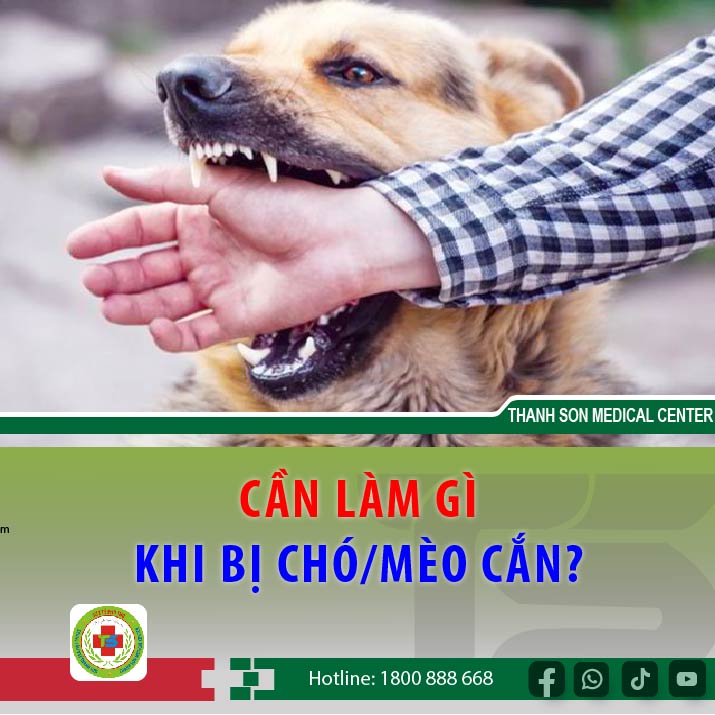 THANH SON MEDICAL CENTER
CẦN LÀM GÌ
m
KHI BỊ CHÓ/MÈO CẮN?
Hotline: 1800 888 668